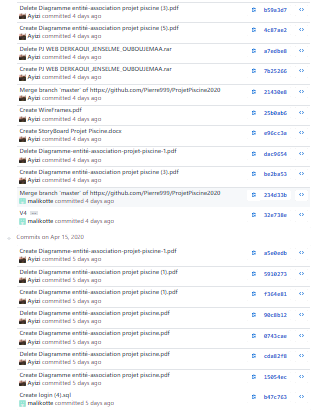 Delete Diagramme entité-association projet piscine (3).pdf
Ayizi committed 4 days ago
b59a3d7
Create Diagramme entité-association projet piscine (5).pdf
Ayizi committed 4 days ago
4c87ae2
Delete PJ WEB DERKAOUI_JENSELME_OUBOUJEMAA.rar
Ayizi committed 4 days ago
a7edbe8
Create PJ WEB DERKAOUI_JENSELME_OUBOUJEMAA.rar
Ayizi committed 4 days ago
7b25266
Merge branch 'master' of https://github.com/Pierre999/ProjetPiscine2020
Ayizi committed 4 days ago
21430e8
Create WireFrames.pdf
Ayizi committed 4 days ago
25b0ab6
Create StoryBoard Projet Piscine.docx
Ayizi committed 4 days ago
e96cc3a
Delete Diagramme-entité-association-projet-piscine-1.pdf
Ayizi committed 4 days ago
dac9654
Create Diagramme entité-association projet piscine (3).pdf
Ayizi committed 4 days ago
be2ba53
Merge branch 'master' of https://github.com/Pierre999/ProjetPiscine2020
malikotte committed 4 days ago
234d33b
V4
malikotte committed 4 days ago
32e738e
Commits on Apr 15, 2020
Create Diagramme-entité-association-projet-piscine-1.pdf
Ayizi committed 5 days ago
a5e0edb
Delete Diagramme entité-association projet piscine (1).pdf
Ayizi committed 5 days ago
5910273
Create Diagramme entité-association projet piscine (1).pdf
Ayizi committed 5 days ago
f364e81
Delete Diagramme entité-association projet piscine.pdf
Ayizi committed 5 days ago
90c8b12
Create Diagramme entité-association projet piscine.pdf
Ayizi committed 5 days ago
0743cae
Delete Diagramme entité-association projet piscine.pdf
Ayizi committed 5 days ago
cda82f8
Create Diagramme entité-association projet piscine.pdf
Ayizi committed 5 days ago
15054ec
Create login (4).sql
malikotte committed 5 days ago
b47c763